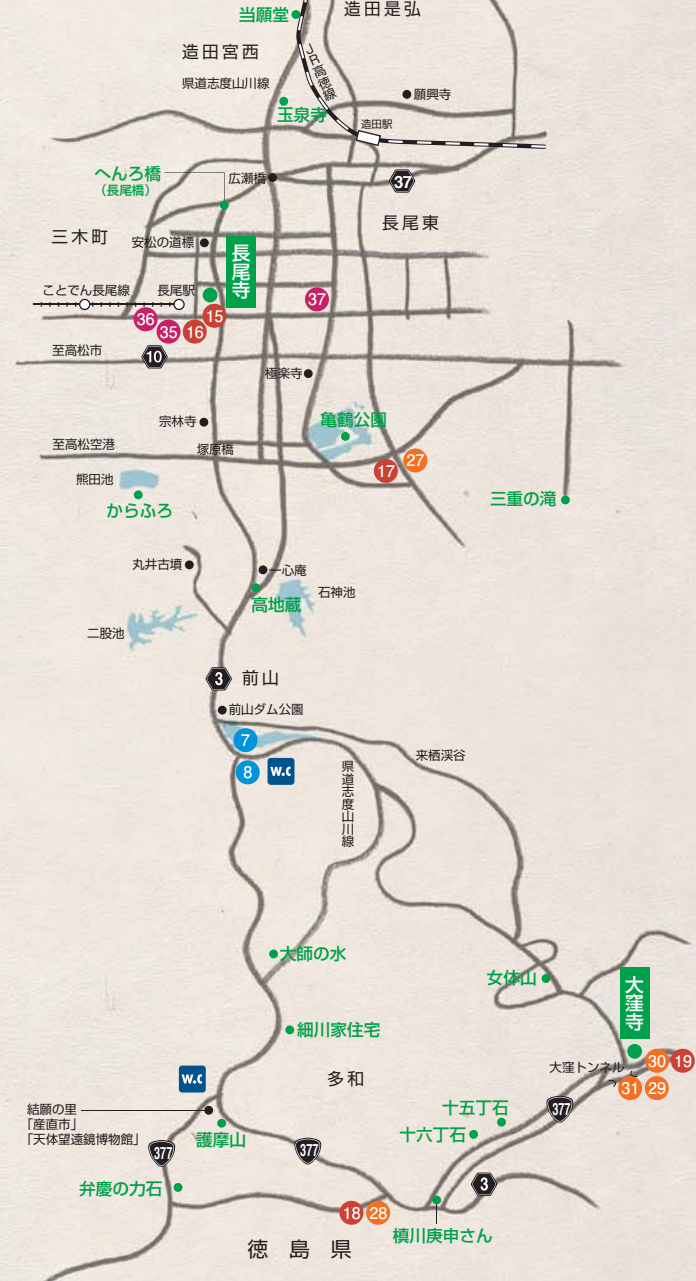 造田是弘
当願堂
造田宮西
JR高徳線
県道志度山川線
願興寺
玉泉寺
造田駅
へんろ橋
(長尾橋)
広瀬橋
37
長尾東
三木町
安松の道標
長尾寺
ことでん長尾線
長尾駅
37
36
35
16
15
至高松市
10
極楽寺
宗林寺
亀鶴公園
至高松空港
塚原橋
27
17
熊田池
からふろ
三重の滝
丸井古墳
一心庵
高地蔵
石神池
二股池
3
前山
前山ダム公園
7
8
W.C
来栖渓谷
県道志度山川線
大師の水
女体山
大窪寺
細川家住宅
大窪トンネル
30
19
31
29
W.C
多和
結願の里
「産直市」
「天体望遠鏡博物館」
十五丁石
377
護摩山
十六丁石
377
377
弁慶の力石
3
18
28
槙川庚申さん
徳島県